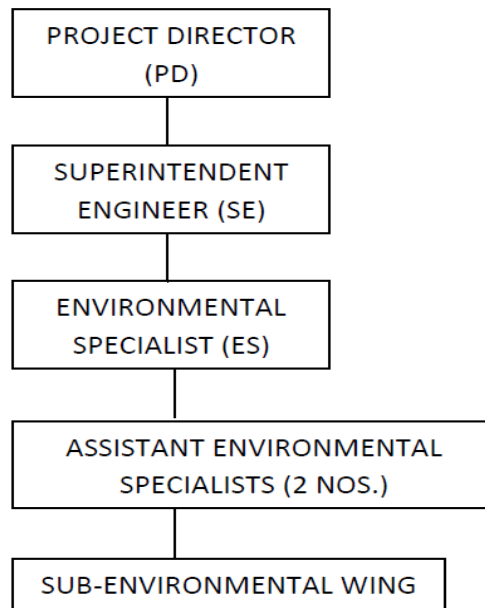 PROJECT DIRECTOR
(PD)
SUPERINTENDENT
ENGINEER (SE)
ENVIRONMENTAL
SPECIALIST (ES)
ASSISTANT ENVIRONMENTAL
SPECIALISTS (2 NOS.)
SUB-ENVIRONMENTAL WING